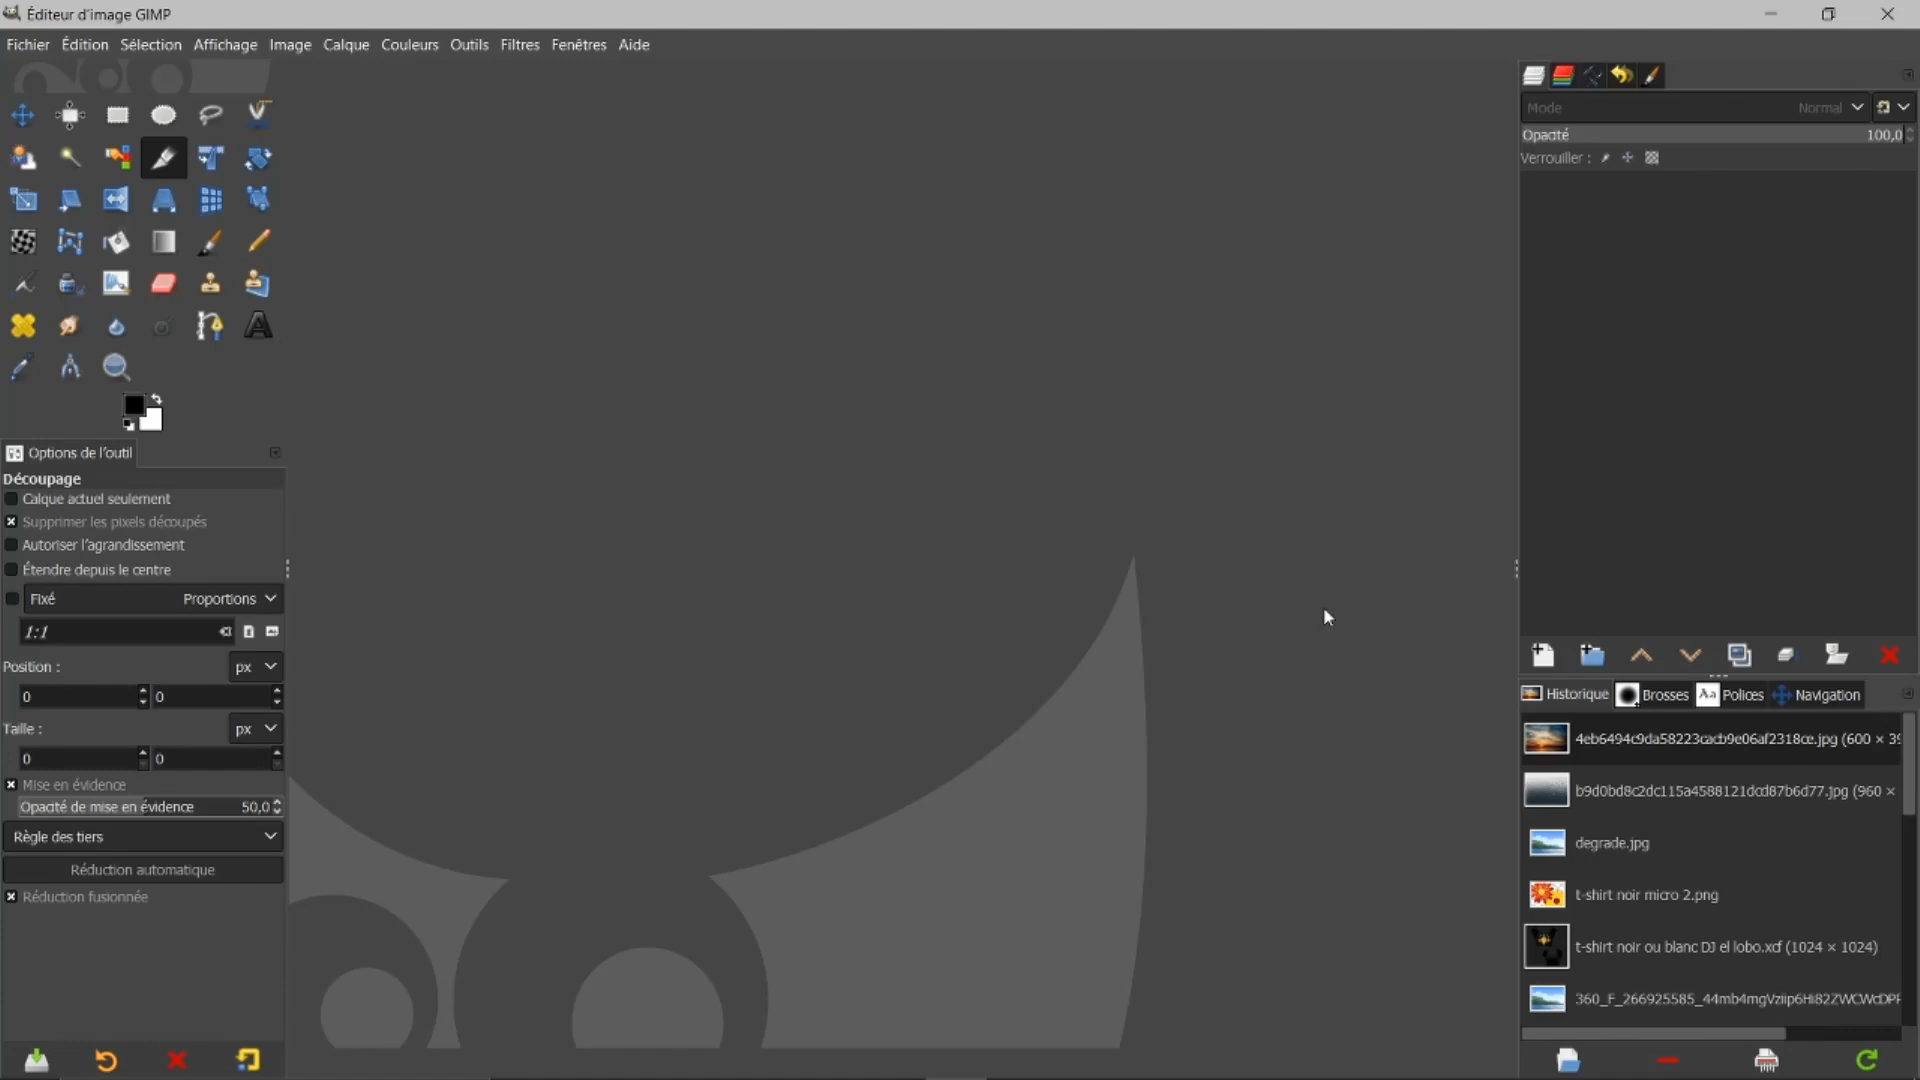 Éditeur d'image GIMP
Fichier Édition Sélection Affichage Image Calque Couleurs Outils Filtres Fenêtres Aide
Options de l'outil
Découpage
Calque actuel seulement
Supprimer les pixels découpés
Autoriser l'agrandissement
Étendre depuis le centre
Fixé Proportions
1:1
Position : px
0 0
Taille : px
0 0
Mise en évidence
Opacité de mise en évidence 50,0
Règle des tiers
Réduction automatique
Réduction fusionnée
Mode Normal
Opacité 100,0
Verrouiller :
Historique Aa Brosses Polices Navigation
4eb6494c9da58223cacb9e06af2318ce.jpg (600 × 39
b9d0bd8c2dc115a4588121dcd87b6d77.jpg (960 ×
degrade.jpg
t-shirt noir micro 2.png
t-shirt noir ou blanc DJ el lobo.xcf (1024 × 1024)
360_F_266925585_44mb4mgVziip6Hi82ZWCWcDPF